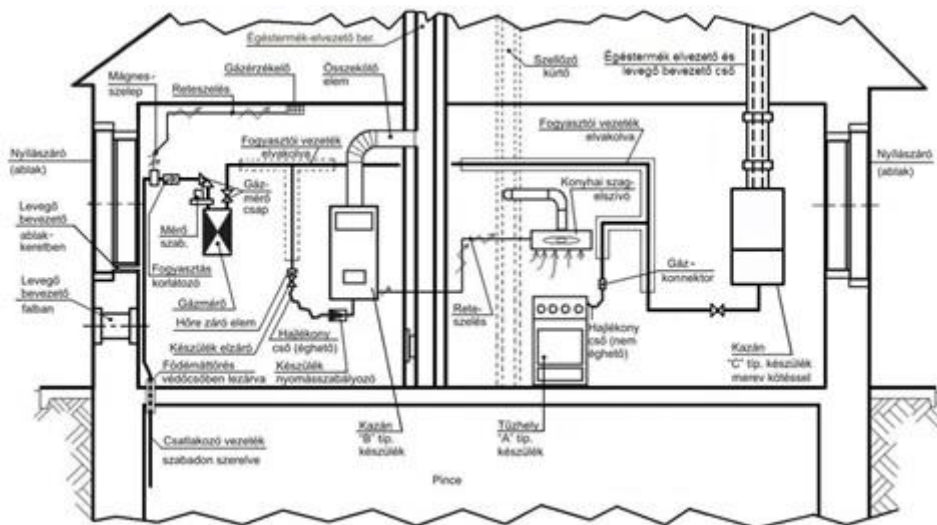 Égéstermék-elvezető ber.
Mágnes-
szelep
Reteszelés
Gázérzékelő
Összekötő
elem
Szellőző
kürtő
Égéstermék elvezető és
levegő bevezető cső
Fogyasztói vezeték
elvakolva
Fogyasztói vezeték
elvakolva
Nyílászáró
(ablak)
Nyílászáró
(ablak)
Konyhai szag-
elszívó
Gáz-
mérő
csap
Levegő
bevezető
ablak-
keretben
Mérő
szab.
Fogyasztás
korlátozó
Gáz-
konnektor
Levegő
bevezető
falban
Gázmérő
Hőre záró elem
Rete-
szelés
Készülék elzáró
Hajlékony
cső (éghető)
Hajlékony
cső (nem
éghető)
Födémáttörés
védőcsőben lezárva
Készülék
nyomásszabályozó
Kazán
"C" típ. készülék
merev kötéssel
Csatlakozó vezeték
szabadon szerelve
Kazán
"B" típ.
készülék
Tűzhely
"A" típ.
készülék
Pince